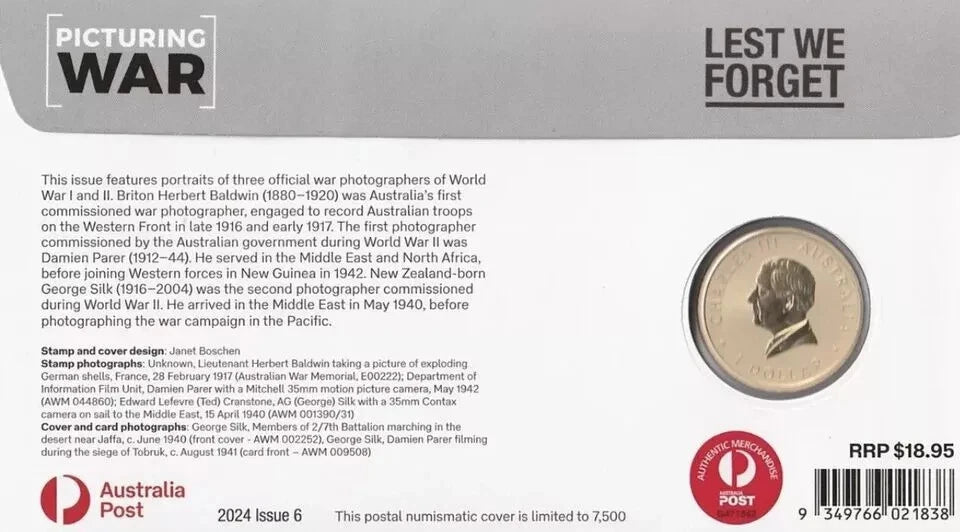 PICTURING
WAR
LEST WE
FORGET
This issue features portraits of three official war photographers of World
War I and II. Briton Herbert Baldwin (1880–1920) was Australia's first
commissioned war photographer, engaged to record Australian troops
on the Western Front in late 1916 and early 1917. The first photographer
commissioned by the Australian government during World War II was
Damien Parer (1912–44). He served in the Middle East and North Africa,
before joining Western forces in New Guinea in 1942. New Zealand-born
George Silk (1916–2004) was the second photographer commissioned
during World War II. He arrived in the Middle East in May 1940, before
photographing the war campaign in the Pacific.
Stamp and cover design: Janet Boschen
Stamp photographs: Unknown, Lieutenant Herbert Baldwin taking a picture of exploding
German shells, France, 28 February 1917 (Australian War Memorial, E00222); Department of
Information Film Unit, Damien Parer with a Mitchell 35mm motion picture camera, May 1942
(AWM 044860); Edward Lefevre (Ted) Cranstone, AG (George) Silk with a 35mm Contax
camera on sail to the Middle East, 15 April 1940 (AWM 001390/31)
Cover and card photographs: George Silk, Members of 2/7th Battalion marching in the
desert near Jaffa, c. June 1940 (front cover - AWM 002252), George Silk, Damien Parer filming
during the siege of Tobruk, c. August 1941 (card front – AWM 009508)
CHARLES III AUSTRALIA
1 DOLLAR
AUTHENTIC MERCHANDISE
AUSTRALIA
POST
RRP $18.95
9 349766 021838
Australia
Post
2024 Issue 6
This postal numismatic cover is limited to 7,500